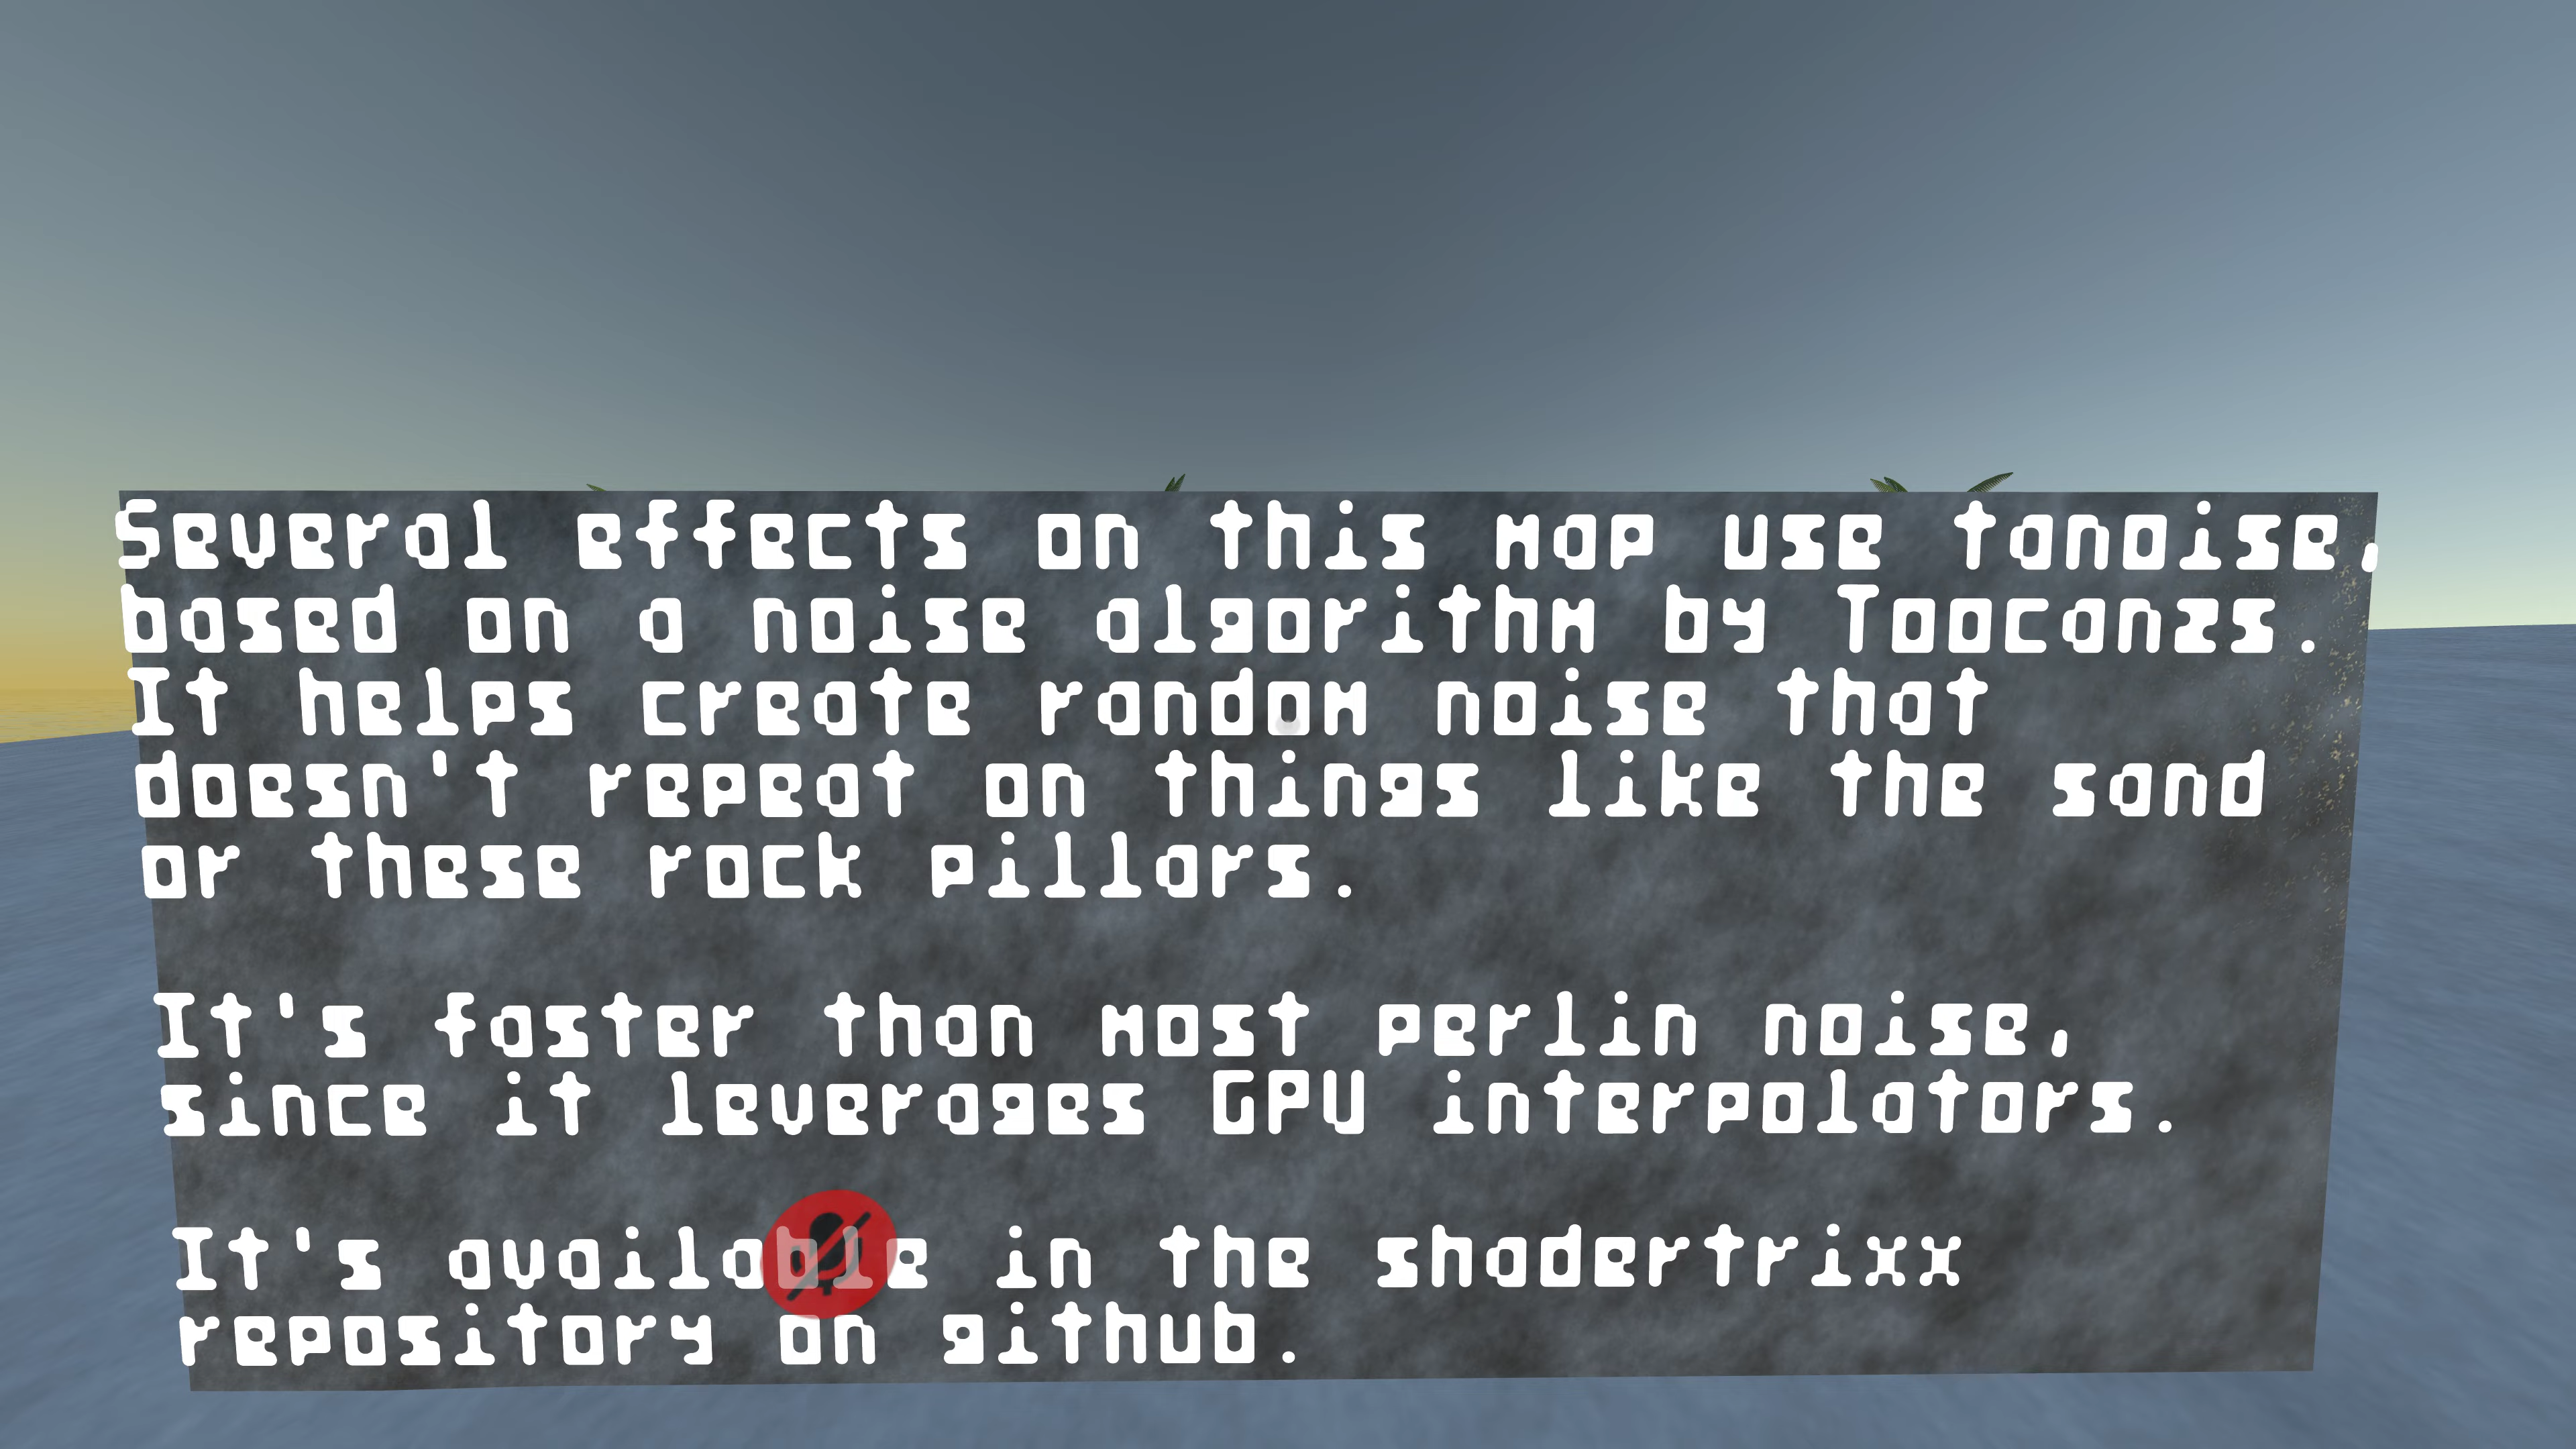 Several effects on this map use tanoise,
based on a noise algorithm by Toocanzs.
It helps create random noise that
doesn't repeat on things like the sand
or these rock pillars.
It's faster than most perlin noise,
since it leverages GPU interpolators.
It's available in the shadertrixx
repository on github.